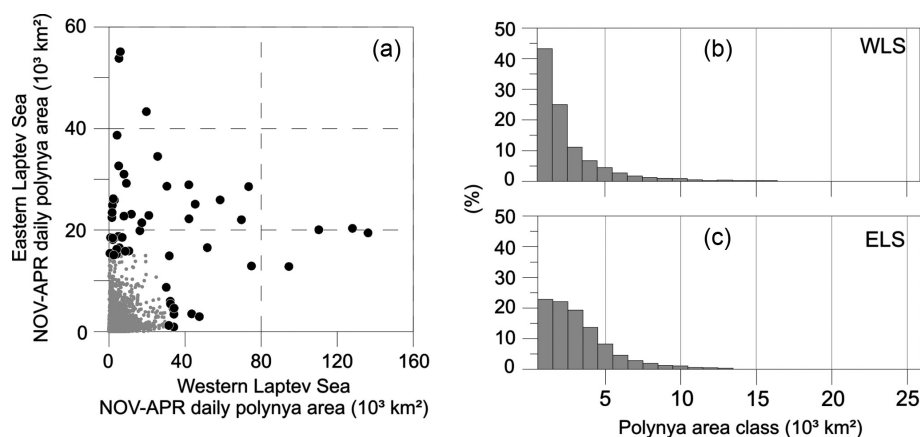 (a)
60
40
20
0
Eastern Laptev Sea
NOV-APR daily polynya area (10³ km²)
0 40 80 120 160
Western Laptev Sea
NOV-APR daily polynya area (10³ km²)
(b)
WLS
50
40
30
20
10
0
(%)
(c)
ELS
50
40
30
20
10
0
5 10 15 20 25
Polynya area class (10³ km²)